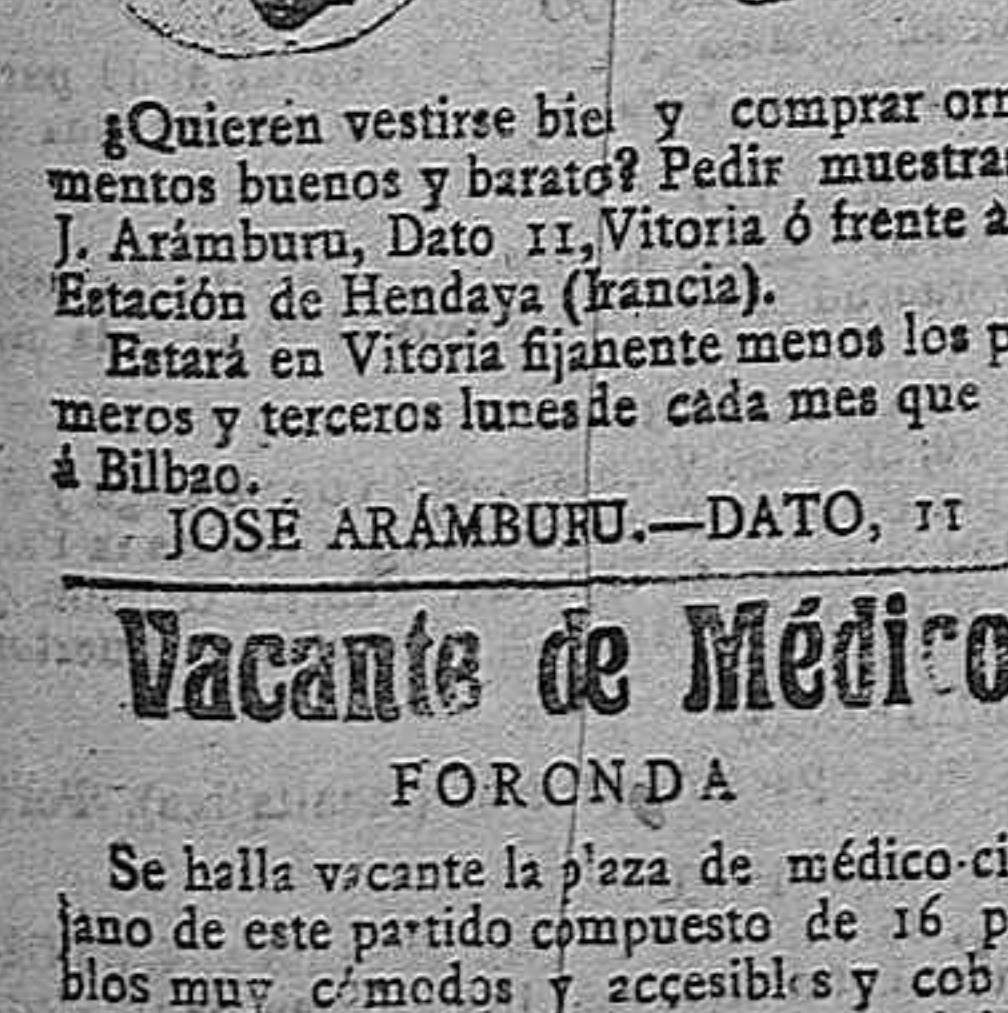 ¿Quieren vestirse bien y comprar orn
mentos buenos y barato? Pedir muestras
J. Arámburu, Dato 11, Vitoria ó frente á
Estación de Hendaya (Francia).
Estará en Vitoria fijamente menos los p
meros y terceros lunes de cada mes que
á Bilbao.
JOSÉ ARÁMBURU.—DATO, 11
Vacante de Médico
FORONDA
Se halla vacante la plaza de médico-ci
jano de este partido compuesto de 16 p
blos muy cómodos y accesibles y cob